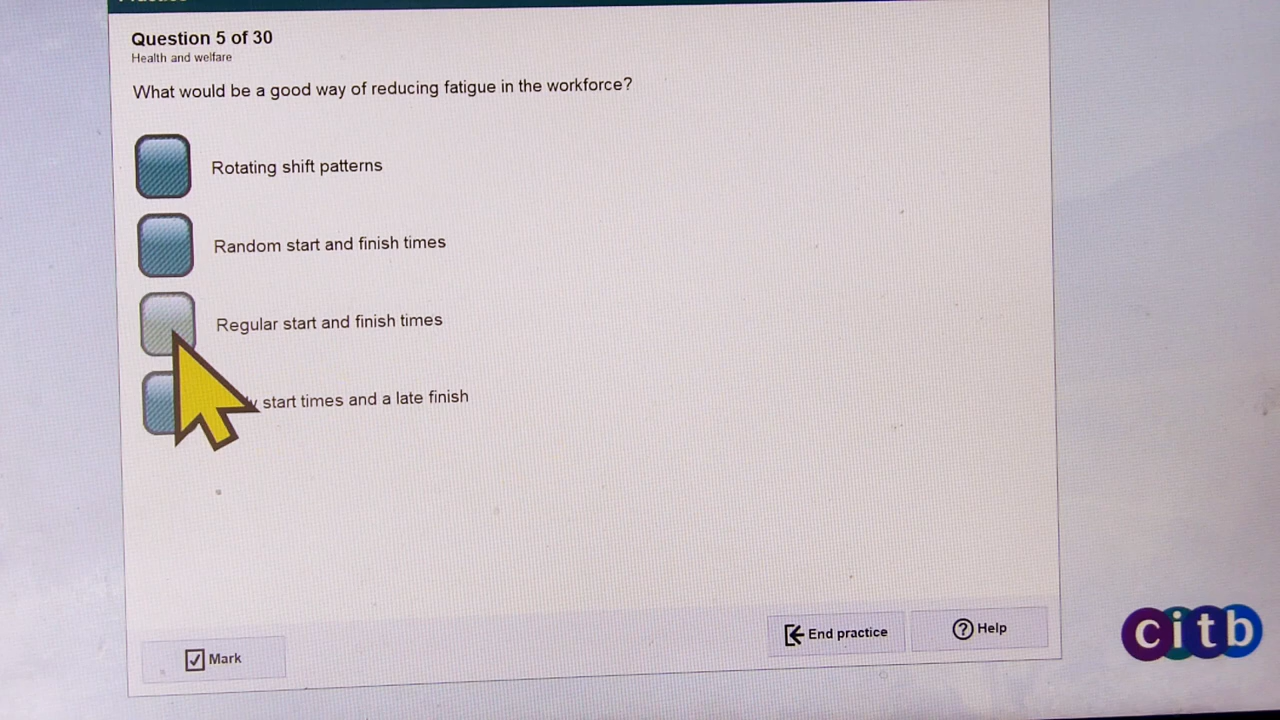 Question 5 of 30
Health and welfare
What would be a good way of reducing fatigue in the workforce?
Rotating shift patterns
Random start and finish times
Regular start and finish times
start times and a late finish
End practice
Help
Mark
citb